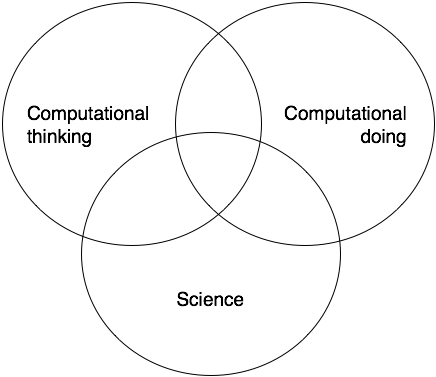 Computational
thinking
Computational
doing
Science